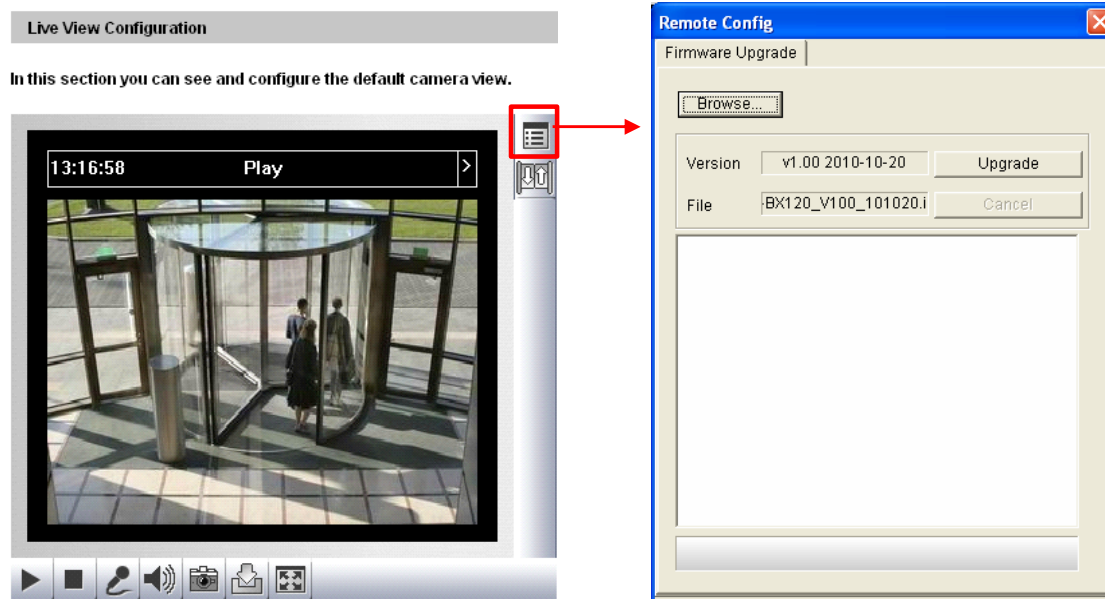 Live View Configuration
In this section you can see and configure the default camera view.
13:16:58 Play >
Remote Config
Firmware Upgrade
Browse...
Version v1.00 2010-10-20 Upgrade
File -BX120_V100_101020.i Cancel